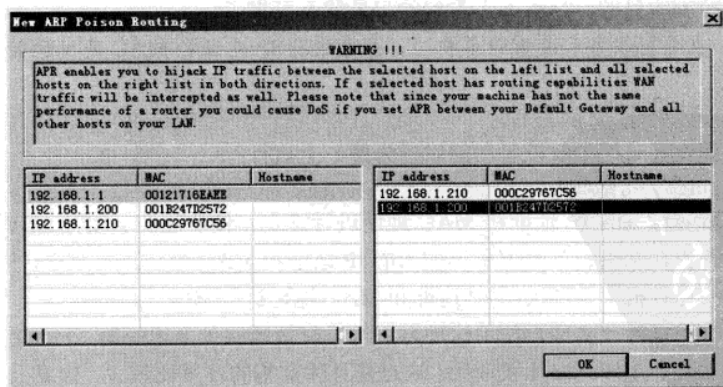 New ARP Poison Routing
WARNING !!!
APR enables you to hijack IP traffic between the selected host on the left list and all selected
hosts on the right list in both directions. If a selected host has routing capabilities WAN
traffic will be intercepted as well. Please note that since your machine has not the same
performance of a router you could cause DoS if you set APR between your Default Gateway and all
other hosts on your LAN.
IP address MAC Hostname
192.168.1.1 00121716EAEE
192.168.1.200 001B247D2572
192.168.1.210 000C29767C56
IP address MAC Hostname
192.168.1.210 000C29767C56
192.168.1.200 001B247D2572
OK Cancel